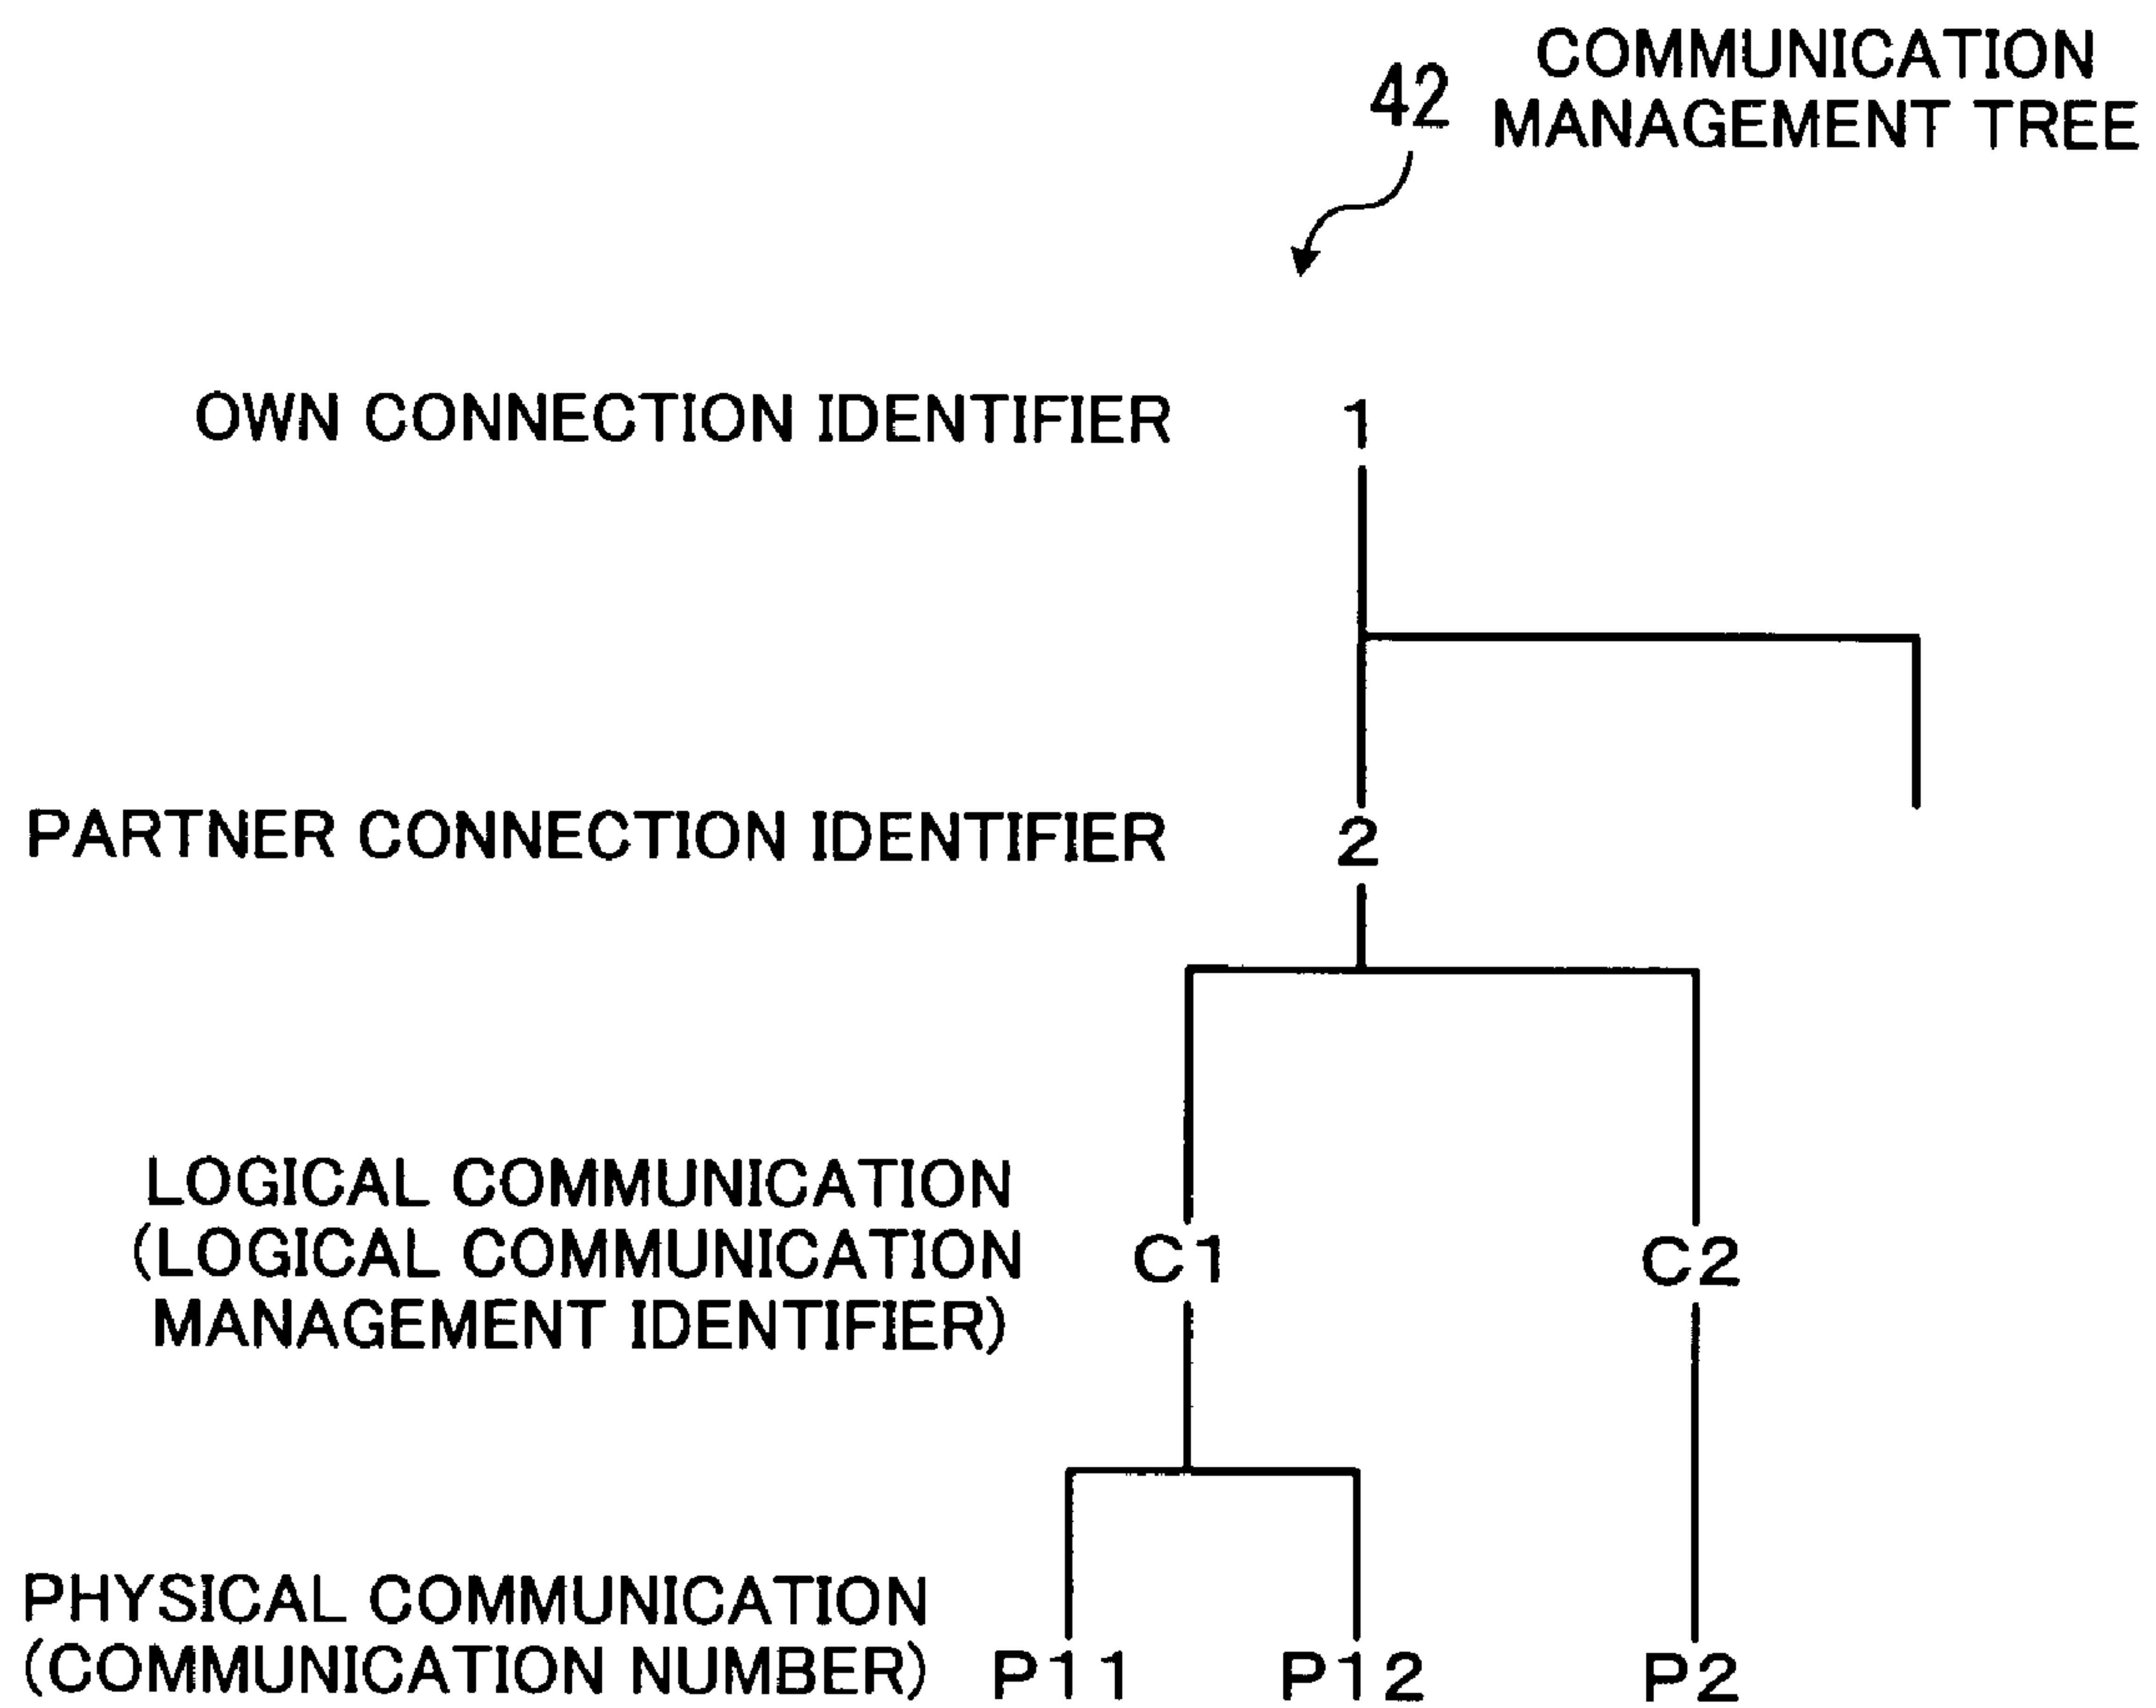 COMMUNICATION
42 MANAGEMENT TREE
OWN CONNECTION IDENTIFIER 1
PARTNER CONNECTION IDENTIFIER 2
LOGICAL COMMUNICATION
(LOGICAL COMMUNICATION C1 C2
MANAGEMENT IDENTIFIER)
PHYSICAL COMMUNICATION
(COMMUNICATION NUMBER) P11 P12 P2